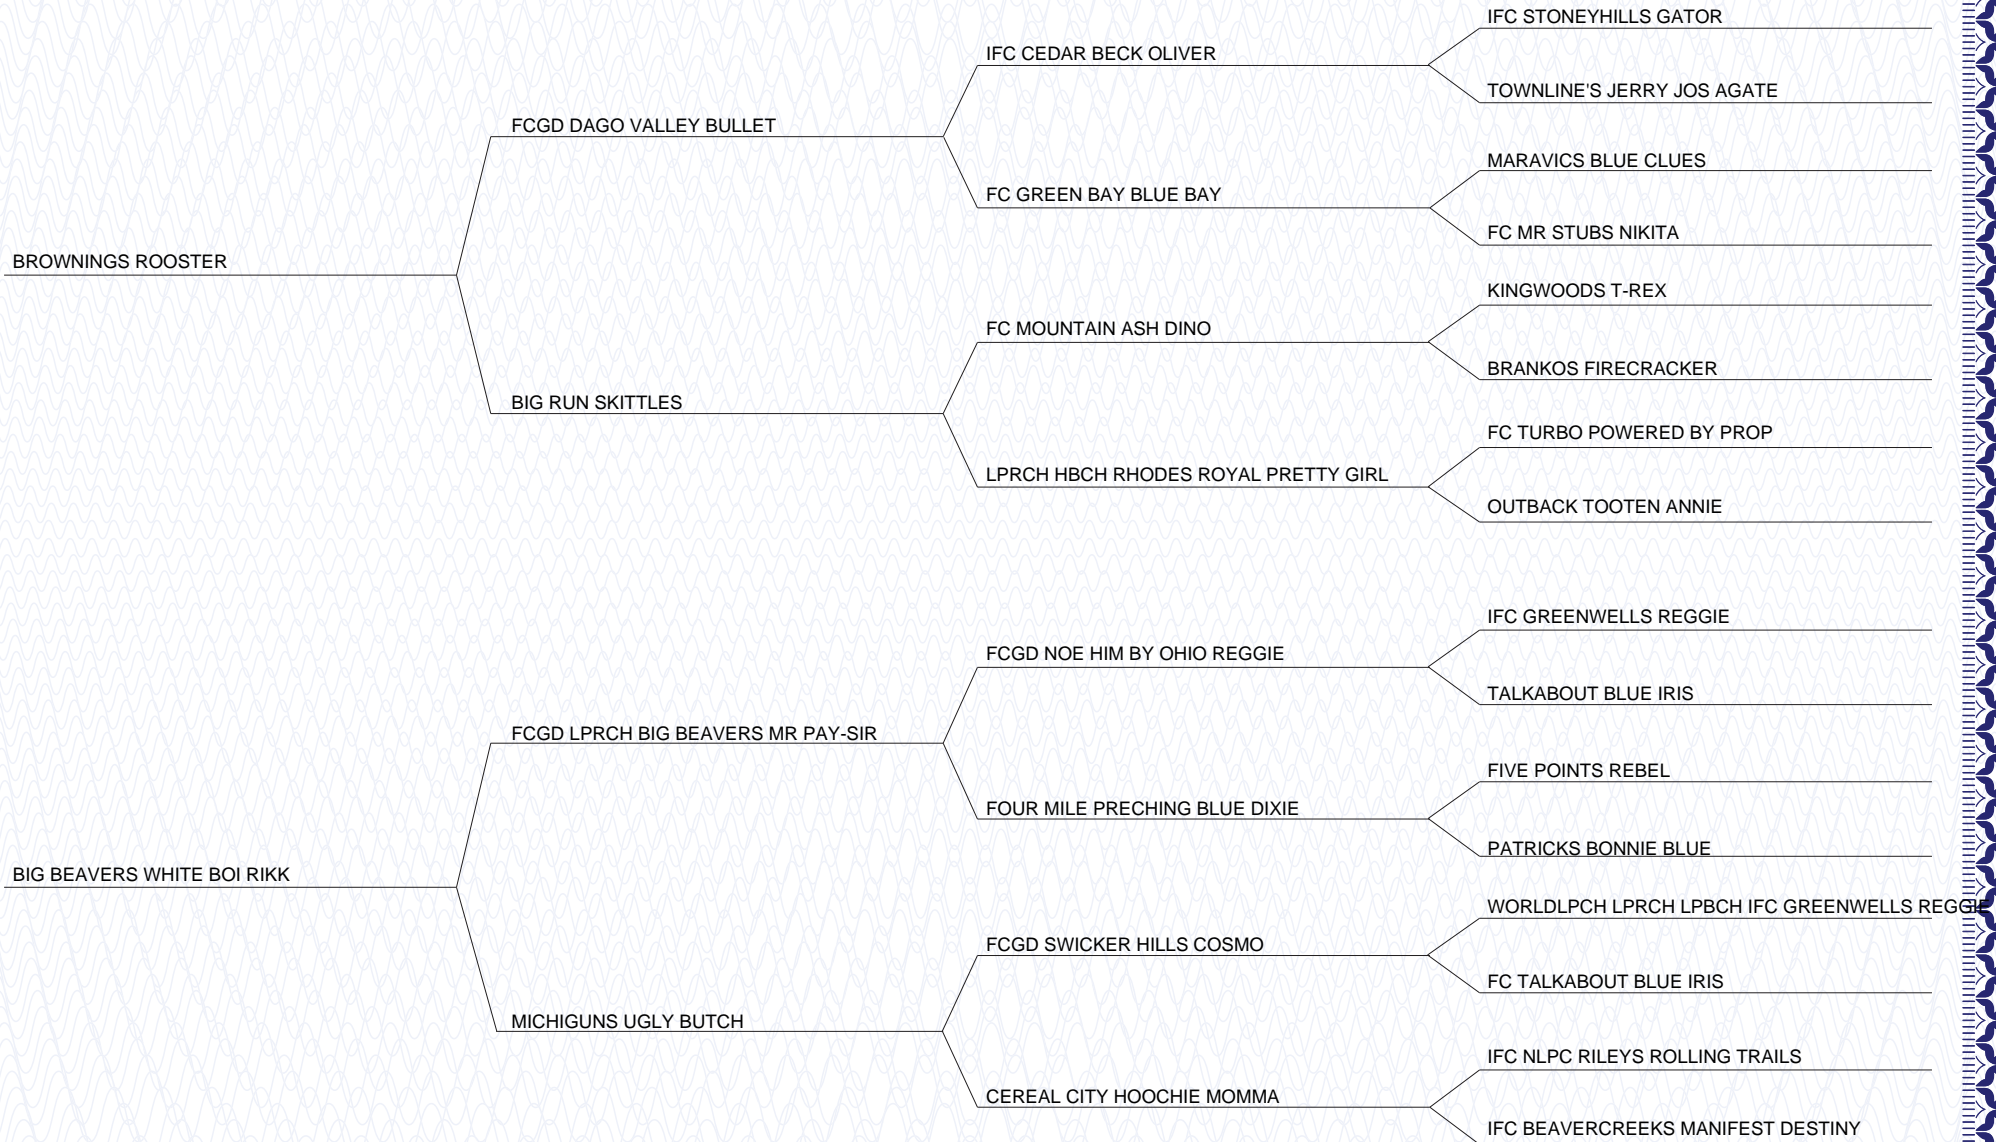 IFC STONEYHILLS GATOR
IFC CEDAR BECK OLIVER
TOWNLINE'S JERRY JOS AGATE
FCGD DAGO VALLEY BULLET
MARAVICS BLUE CLUES
FC GREEN BAY BLUE BAY
FC MR STUBS NIKITA
BROWNINGS ROOSTER
KINGWOODS T-REX
FC MOUNTAIN ASH DINO
BRANKOS FIRECRACKER
BIG RUN SKITTLES
FC TURBO POWERED BY PROP
LPRCH HBCH RHODES ROYAL PRETTY GIRL
OUTBACK TOOTEN ANNIE
IFC GREENWELLS REGGIE
FCGD NOE HIM BY OHIO REGGIE
TALKABOUT BLUE IRIS
FCGD LPRCH BIG BEAVERS MR PAY-SIR
FIVE POINTS REBEL
FOUR MILE PRECHING BLUE DIXIE
PATRICKS BONNIE BLUE
BIG BEAVERS WHITE BOI RIKK
WORLDLPCH LPRCH LPBCH IFC GREENWELLS REGGIE
FCGD SWICKER HILLS COSMO
FC TALKABOUT BLUE IRIS
MICHIGUNS UGLY BUTCH
IFC NLPC RILEYS ROLLING TRAILS
CEREAL CITY HOOCHIE MOMMA
IFC BEAVERCREEKS MANIFEST DESTINY